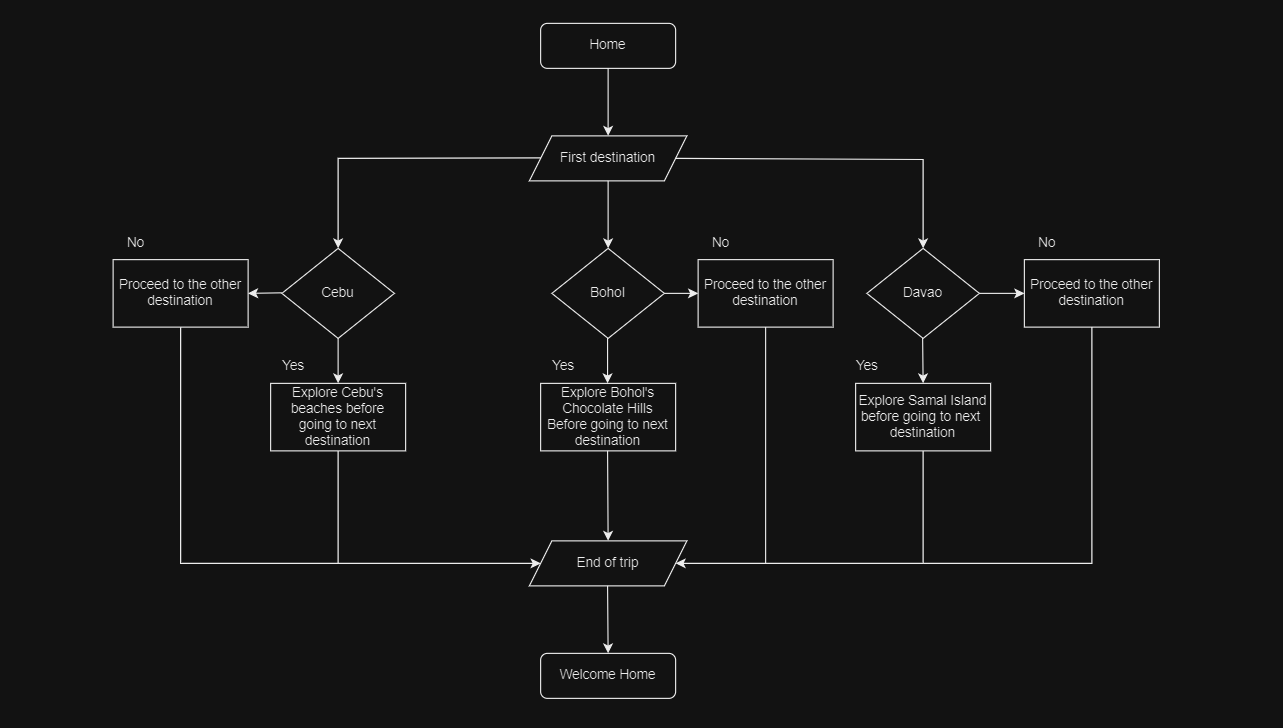 Home
First destination
No
No
No
Proceed to the other
destination
Cebu
Bohol
Proceed to the other
destination
Davao
Proceed to the other
destination
Yes
Yes
Yes
Explore Cebu's
beaches before
going to next
destination
Explore Bohol's
Chocolate Hills
Before going to next
destination
Explore Samal Island
before going to next
destination
End of trip
Welcome Home